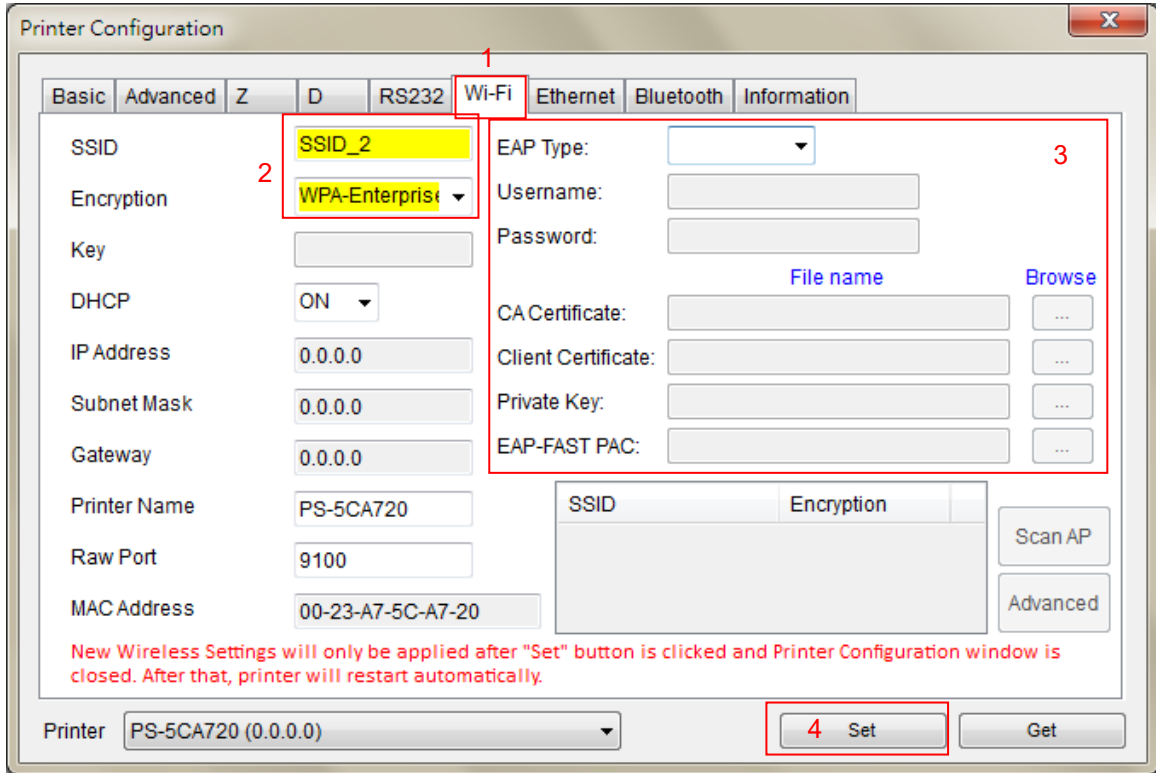 Printer Configuration
X
1
Basic Advanced Z D RS232 Wi-Fi Ethernet Bluetooth Information
SSID SSID_2
2
Encryption WPA-Enterprise
Key
DHCP ON
IP Address 0.0.0.0
Subnet Mask 0.0.0.0
Gateway 0.0.0.0
Printer Name PS-5CA720
Raw Port 9100
MAC Address 00-23-A7-5C-A7-20
EAP Type:
3
Username:
Password:
File name Browse
CA Certificate: ...
Client Certificate: ...
Private Key: ...
EAP-FAST PAC: ...
SSID Encryption
Scan AP
Advanced
New Wireless Settings will only be applied after "Set" button is clicked and Printer Configuration window is
closed. After that, printer will restart automatically.
Printer PS-5CA720 (0.0.0.0) 4 Set Get